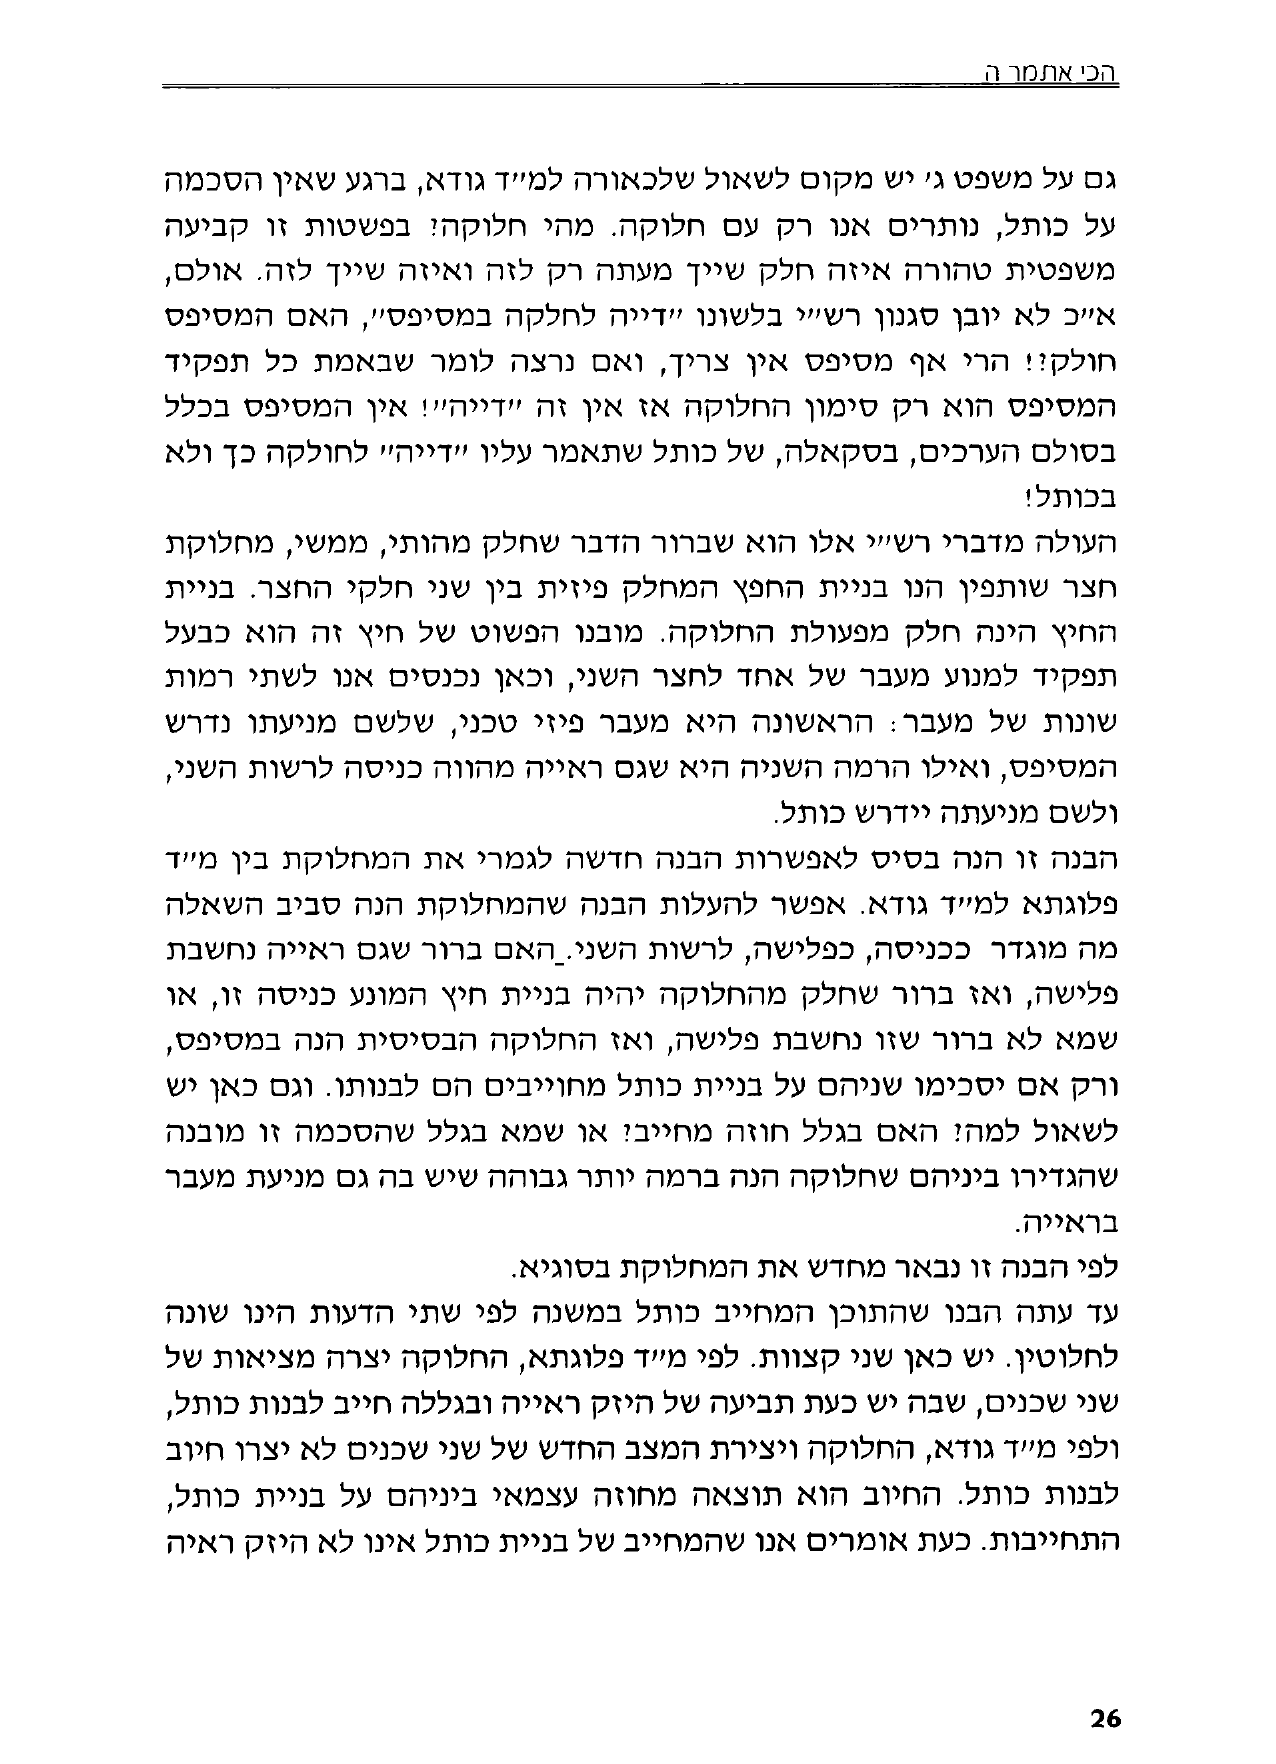 הכי אתמר ה
גם על משפט ג׳ יש מקום לשאול שלכאורה למ״ד גודא, ברגע שאין הסכמה
על כותל, נותרים אנו רק עם חלוקה. מהי חלוקה? בפשטות זו קביעה
משפטית טהורה איזה חלק שייך מעתה רק לזה ואיזה שייך לזה. אולם,
א״כ לא יובן סגנון רש״י בלשונו ״דייה לחלקה במסיפס״, האם המסיפס
חולק?! הרי אף מסיפס אין צריך, ואם נרצה לומר שבאמת כל תפקיד
המסיפס הוא רק סימון החלוקה אז אין זה ״דייה״! אין המסיפס בכלל
בסולם הערכים, בסקאלה, של כותל שתאמר עליו ״דייה״ לחולקה כך ולא
בכותל!
העולה מדברי רש״י אלו הוא שברור הדבר שחלק מהותי, ממשי, מחלוקת
חצר שותפין הנו בניית החפץ המחלק פיזית בין שני חלקי החצר. בניית
החיץ הינה חלק מפעולת החלוקה. מובנו הפשוט של חיץ זה הוא כבעל
תפקיד למנוע מעבר של אחד לחצר השני, וכאן נכנסים אנו לשתי רמות
שונות של מעבר: הראשונה היא מעבר פיזי טכני, שלשם מניעתו נדרש
המסיפס, ואילו הרמה השניה היא שגם ראייה מהווה כניסה לרשות השני,
ולשם מניעתה יידרש כותל.
הבנה זו הנה בסיס לאפשרות הבנה חדשה לגמרי את המחלוקת בין מ״ד
פלוגתא למ״ד גודא. אפשר להעלות הבנה שהמחלוקת הנה סביב השאלה
מה מוגדר ככניסה, כפלישה, לרשות השני. האם ברור שגם ראייה נחשבת
פלישה, ואז ברור שחלק מהחלוקה יהיה בניית חיץ המונע כניסה זו, או
שמא לא ברור שזו נחשבת פלישה, ואז החלוקה הבסיסית הנה במסיפס,
ורק אם יסכימו שניהם על בניית כותל מחוייבים הם לבנותו. וגם כאן יש
לשאול למה? האם בגלל חוזה מחייב? או שמא בגלל שהסכמה זו מובנה
שהגדירו ביניהם שחלוקה הנה ברמה יותר גבוהה שיש בה גם מניעת מעבר
בראייה.
לפי הבנה זו נבאר מחדש את המחלוקת בסוגיא.
עד עתה הבנו שהתוכן המחייב כותל במשנה לפי שתי הדעות הינו שונה
לחלוטין. יש כאן שני קצוות. לפי מ״ד פלוגתא, החלוקה יצרה מציאות של
שני שכנים, שבה יש כעת תביעה של היזק ראייה ובגללה חייב לבנות כותל,
ולפי מ״ד גודא, החלוקה ויצירת המצב החדש של שני שכנים לא יצרו חיוב
לבנות כותל. החיוב הוא תוצאה מחוזה עצמאי ביניהם על בניית כותל,
התחייבות. כעת אומרים אנו שהמחייב של בניית כותל אינו לא היזק ראיה
26